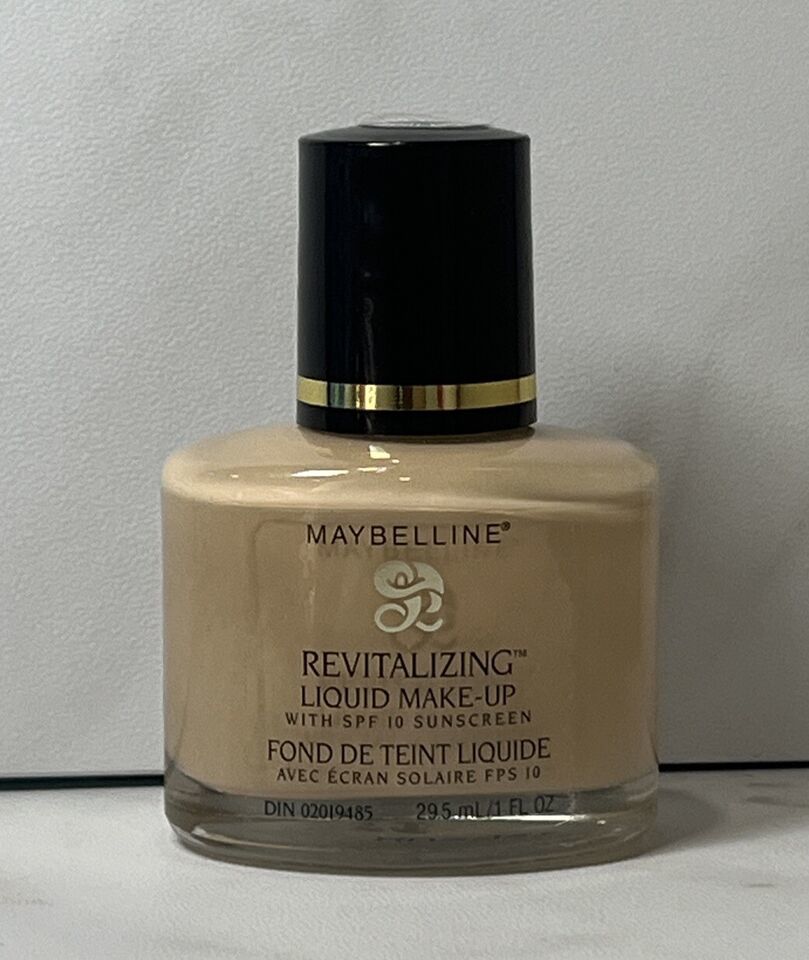 MAYBELLINE®
REVITALIZING™
LIQUID MAKE-UP
WITH SPF 10 SUNSCREEN
FOND DE TEINT LIQUIDE
AVEC ÉCRAN SOLAIRE FPS 10
DIN 02019485 29.5 mL/1 FL OZ